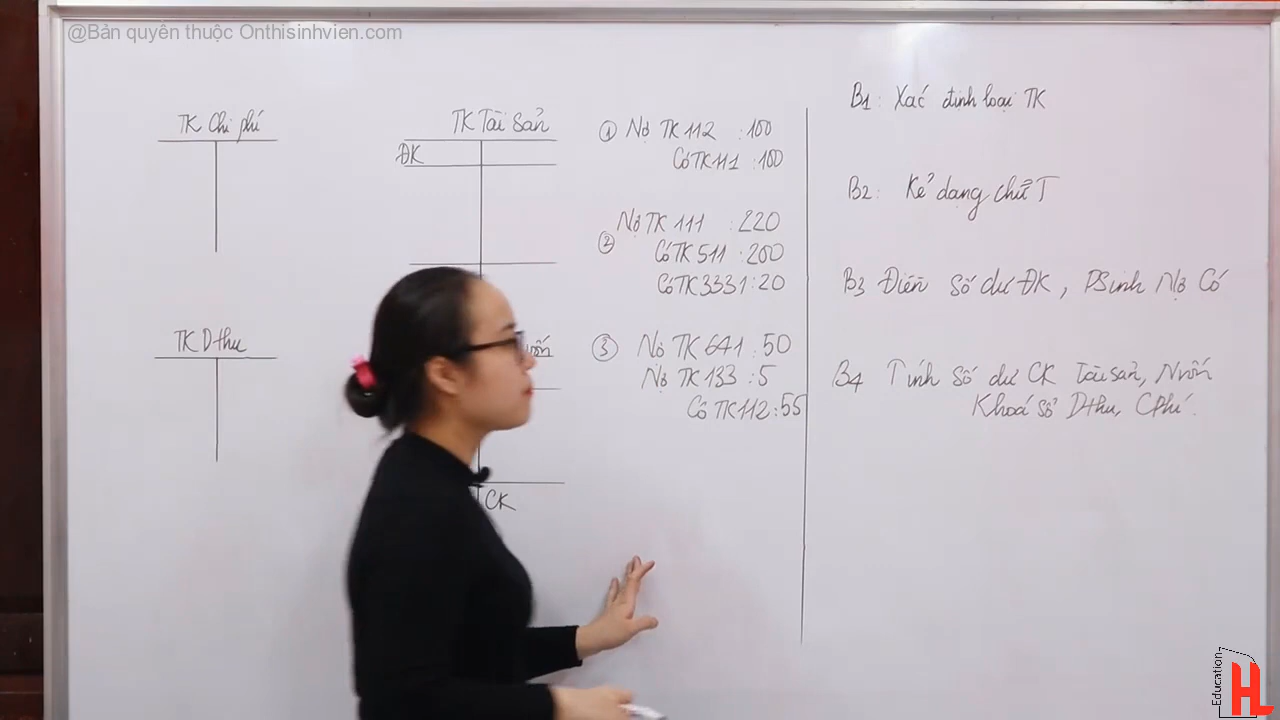 @Bản quyền thuộc Onthisinhvien.com
TK Chi phí
TK Tài sản
ĐK
TK Dthu
vốn
CK
① Nợ TK 112 : 100
Có TK 111 : 100
② Nợ TK 111 : 220
Có TK 511 : 200
Có TK 3331 : 20
③ Nợ TK 641 : 50
Nợ TK 133 : 5
Có TK 112 : 55
B1 : Xác định loại TK
B2 : Kẻ dạng chữ T
B3 Điền số dư ĐK , PSinh Nợ Có
B4 Tính số dư CK Tài sản, Nvốn
Khoá sổ Dthu, CPhí.
Education
HL